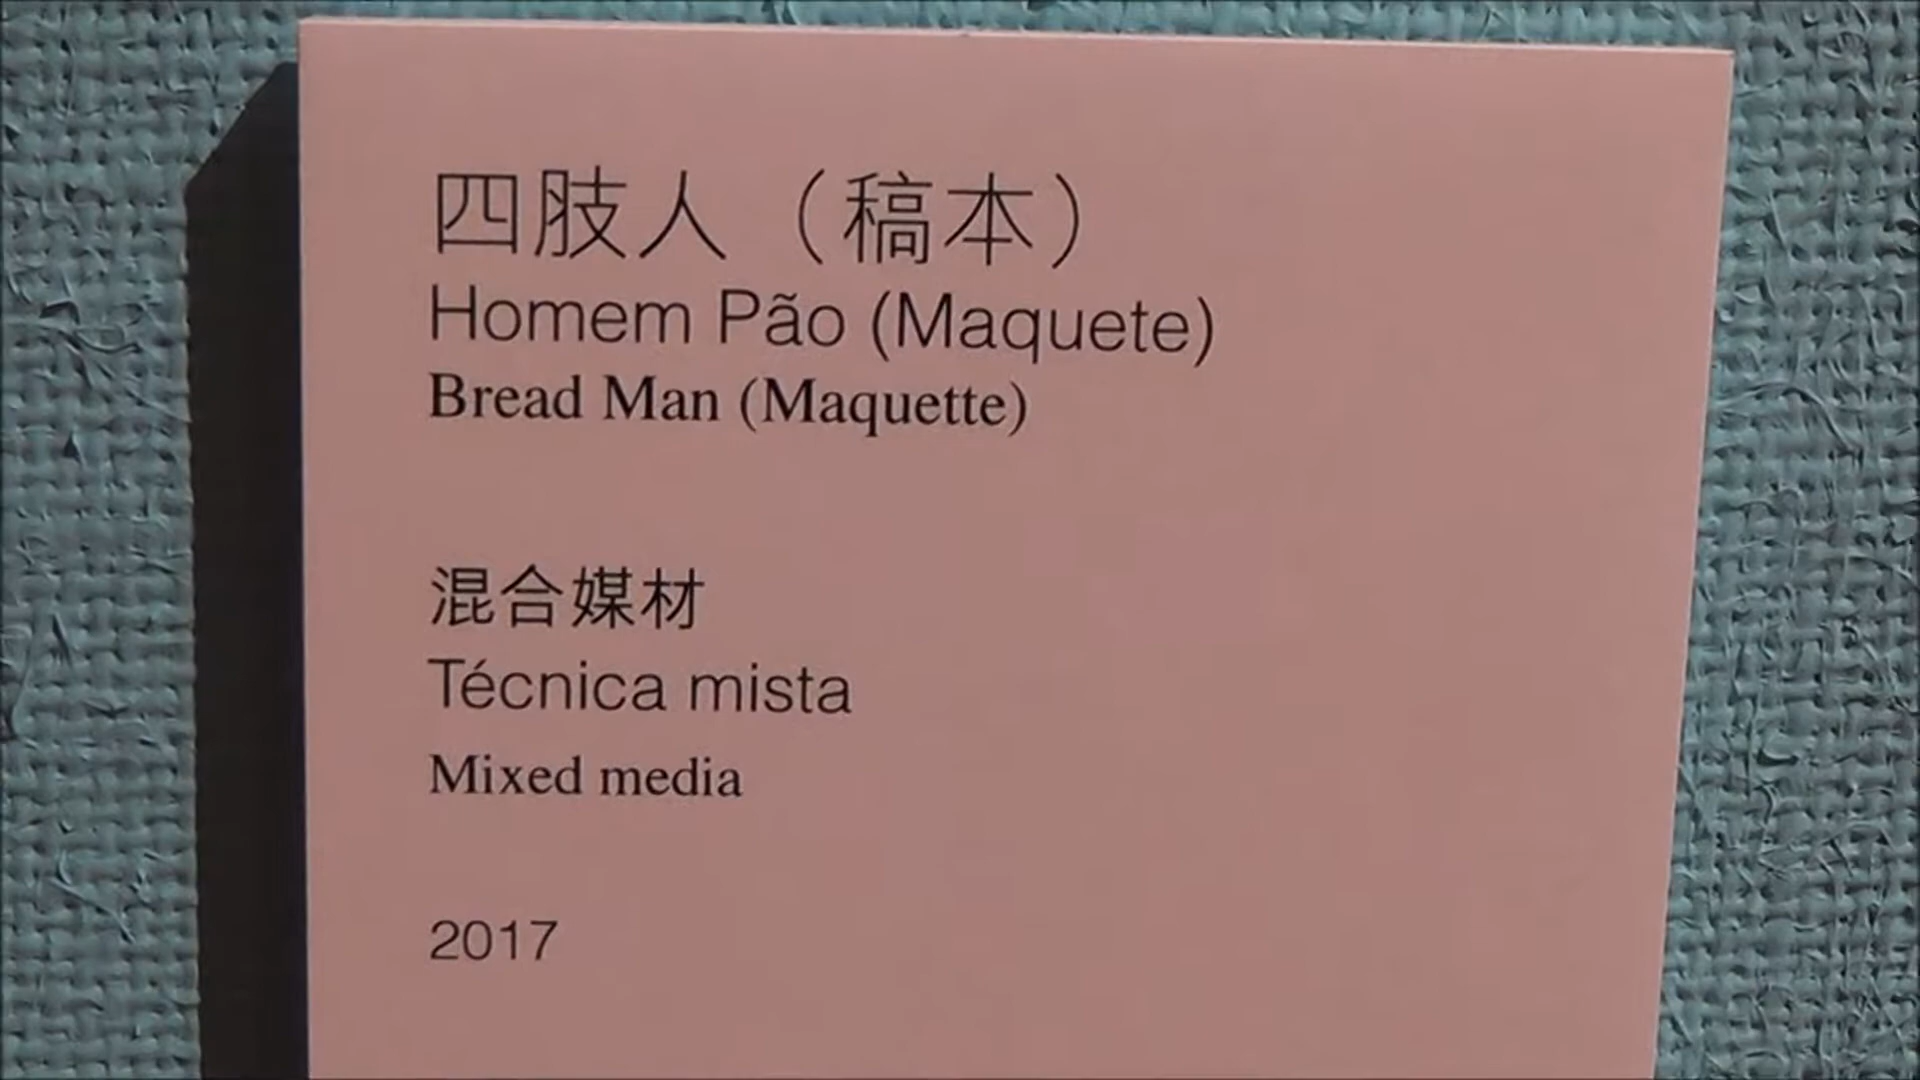 四肢人（稿本）
Homem Pão (Maquete)
Bread Man (Maquette)
混合媒材
Técnica mista
Mixed media
2017